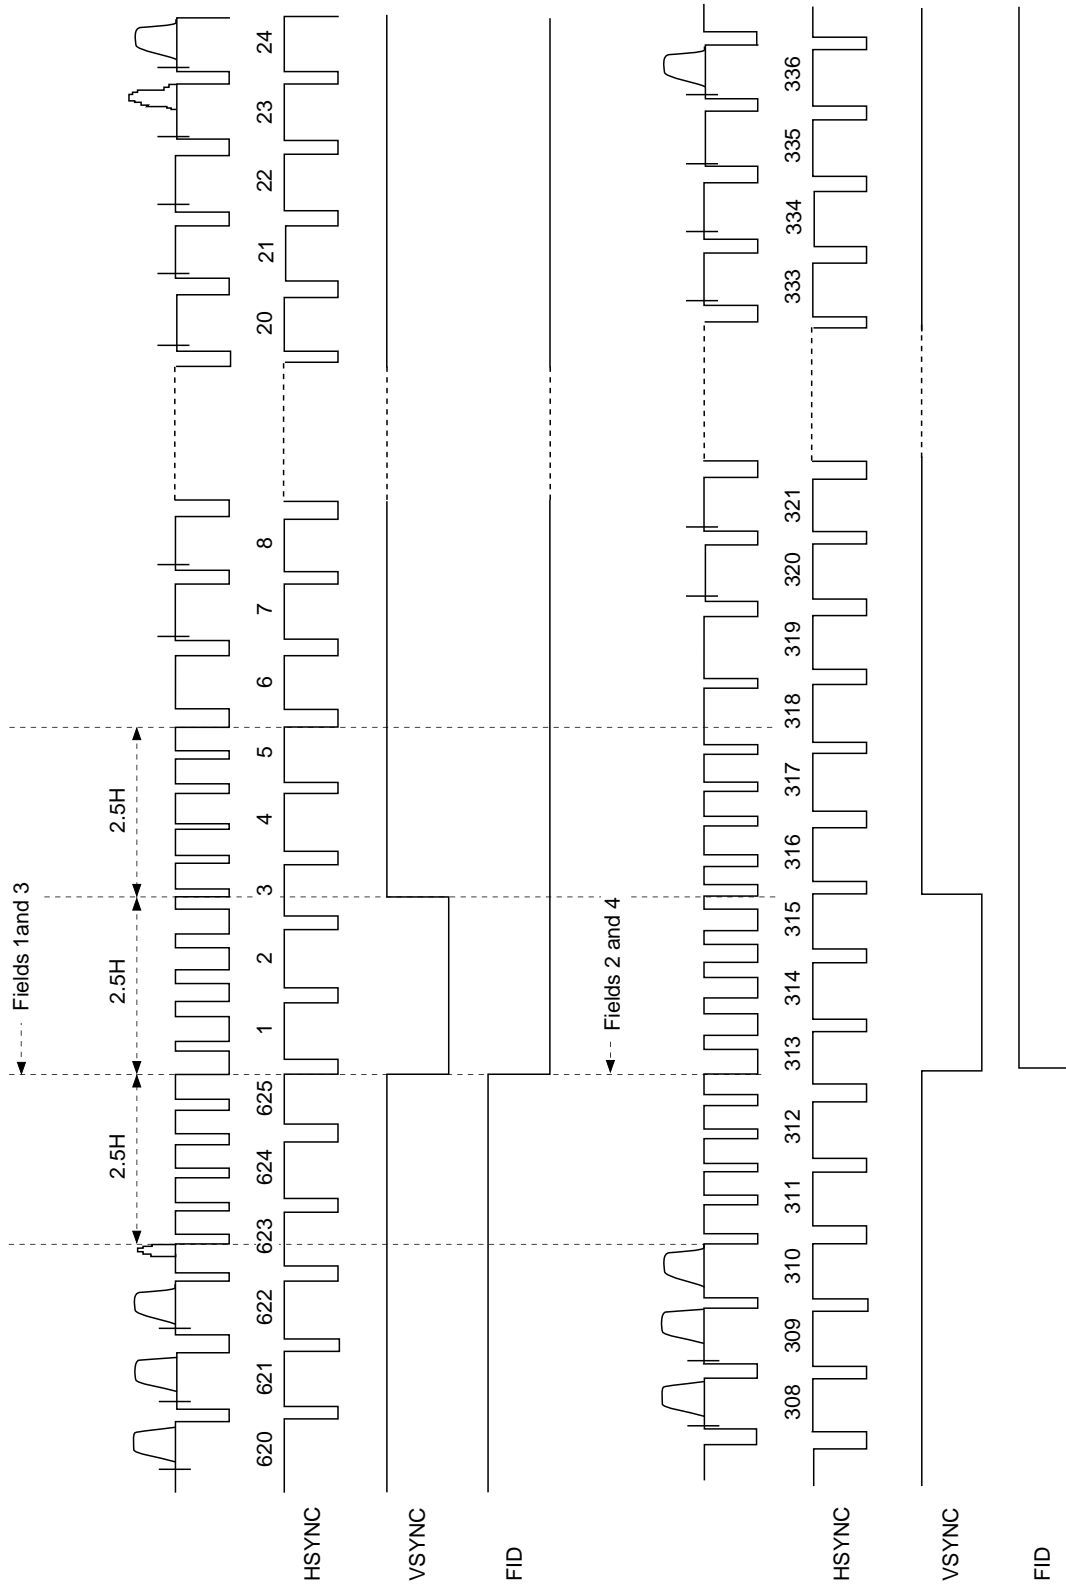 Fields 1and 3
2.5H 2.5H 2.5H
620 621 622 623 624 625 1 2 3 4 5 6 7 8 20 21 22 23 24
HSYNC
VSYNC
FID
Fields 2 and 4
308 309 310 311 312 313 314 315 316 317 318 319 320 321 333 334 335 336
HSYNC
VSYNC
FID